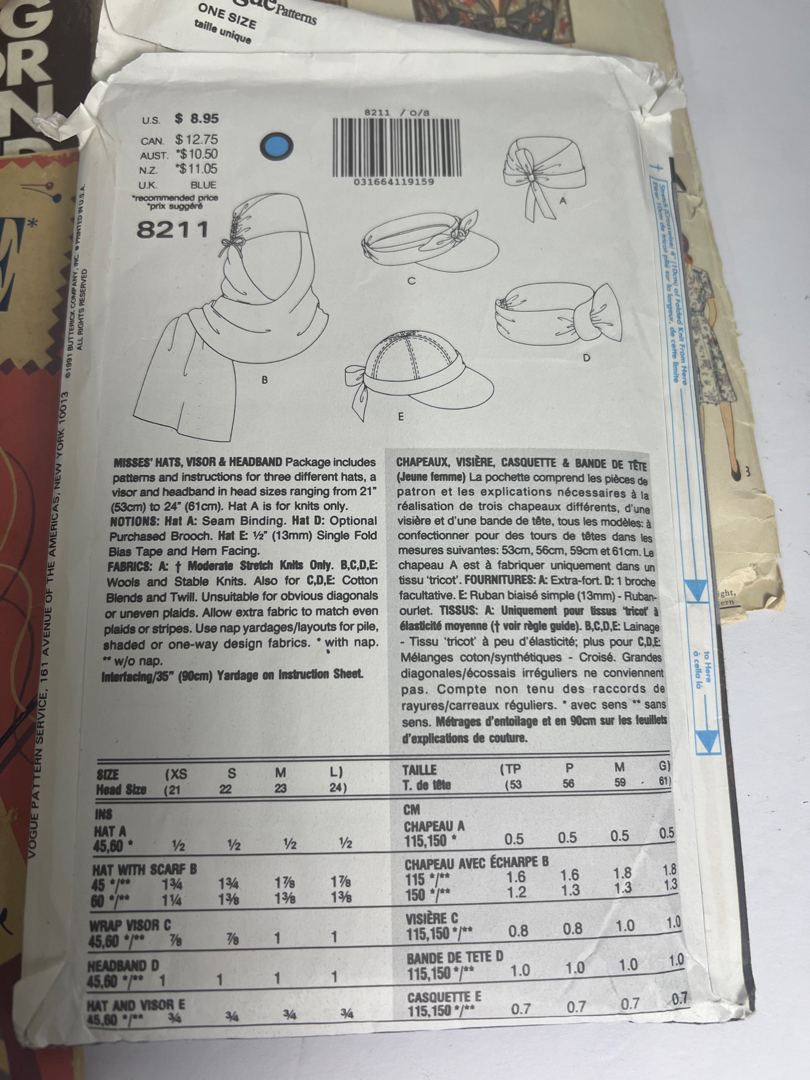 Patterns
ONE SIZE
taille unique
G
R
N
E*
U.S. $ 8.95
CAN. $12.75
AUST. *$10.50
N.Z. *$11.05
U.K. BLUE
*recommended price
*prix suggéré
8211
8211 /0/8
031664119159
A
B
C
D
E
3
MISSES' HATS, VISOR & HEADBAND Package includes
patterns and instructions for three different hats, a
visor and headband in head sizes ranging from 21"
(53cm) to 24" (61cm). Hat A is for knits only.
NOTIONS: Hat A: Seam Binding. Hat D: Optional
Purchased Brooch. Hat E: ½" (13mm) Single Fold
Bias Tape and Hem Facing.
FABRICS: A: † Moderate Stretch Knits Only. B,C,D,E:
Wools and Stable Knits. Also for C,D,E: Cotton
Blends and Twill. Unsuitable for obvious diagonals
or uneven plaids. Allow extra fabric to match even
plaids or stripes. Use nap yardages/layouts for pile,
shaded or one-way design fabrics. * with nap.
** w/o nap.
Interfacing/35" (90cm) Yardage on Instruction Sheet.
CHAPEAUX, VISIÈRE, CASQUETTE & BANDE DE TÊTE
(Jeune femme) La pochette comprend les pièces de
patron et les explications nécessaires à la
réalisation de trois chapeaux différents, d'une
visière et d'une bande de tête, tous les modèles: à
confectionner pour des tours de têtes dans les
mesures suivantes: 53cm, 56cm, 59cm et 61cm. Le
chapeau A est à fabriquer uniquement dans un
tissu 'tricot'. FOURNITURES: A: Extra-fort. D: 1 broche
facultative. E: Ruban biaisé simple (13mm) - Ruban-
ourlet. TISSUS: A: Uniquement pour tissus 'tricot' à
élasticité moyenne († voir règle guide). B,C,D,E: Lainage
- Tissu 'tricot' à peu d'élasticité; plus pour C,D,E:
Mélanges coton/synthétiques - Croisé. Grandes
diagonales/écossais irréguliers ne conviennent
pas. Compte non tenu des raccords de
rayures/carreaux réguliers. * avec sens ** sans
sens. Métrages d'entoilage et en 90cm sur les feuillets
d'explications de couture.
SIZE (XS S M L)
Head Size (21 22 23 24)
INS
HAT A
45,60 * ½ ½ ½ ½
HAT WITH SCARF B
45 */** 1¾ 1¾ 1⅞ 1⅞
60 */** 1¼ 1⅜ 1⅜ 1⅜
WRAP VISOR C
45,60 */** ⅞ ⅞ 1 1
HEADBAND D
45,60 */** 1 1 1 1
HAT AND VISOR E
45,60 */** ¾ ¾ ¾ ¾
TAILLE (TP P M G)
T. de tête (53 56 59 61)
CM
CHAPEAU A
115,150 * 0.5 0.5 0.5 0.5
CHAPEAU AVEC ÉCHARPE B
115 */** 1.6 1.6 1.8 1.8
150 */** 1.2 1.3 1.3 1.3
VISIÈRE C
115,150 */** 0.8 0.8 1.0 1.0
BANDE DE TETE D
115,150 */** 1.0 1.0 1.0 1.0
CASQUETTE E
115,150 */** 0.7 0.7 0.7 0.7
VOGUE PATTERN SERVICE, 161 AVENUE OF THE AMERICAS, NEW YORK 10013 ©1991 BUTTERICK COMPANY, INC. • PRINTED IN U.S.A.
ALL RIGHTS RESERVED
to Here
à cella là